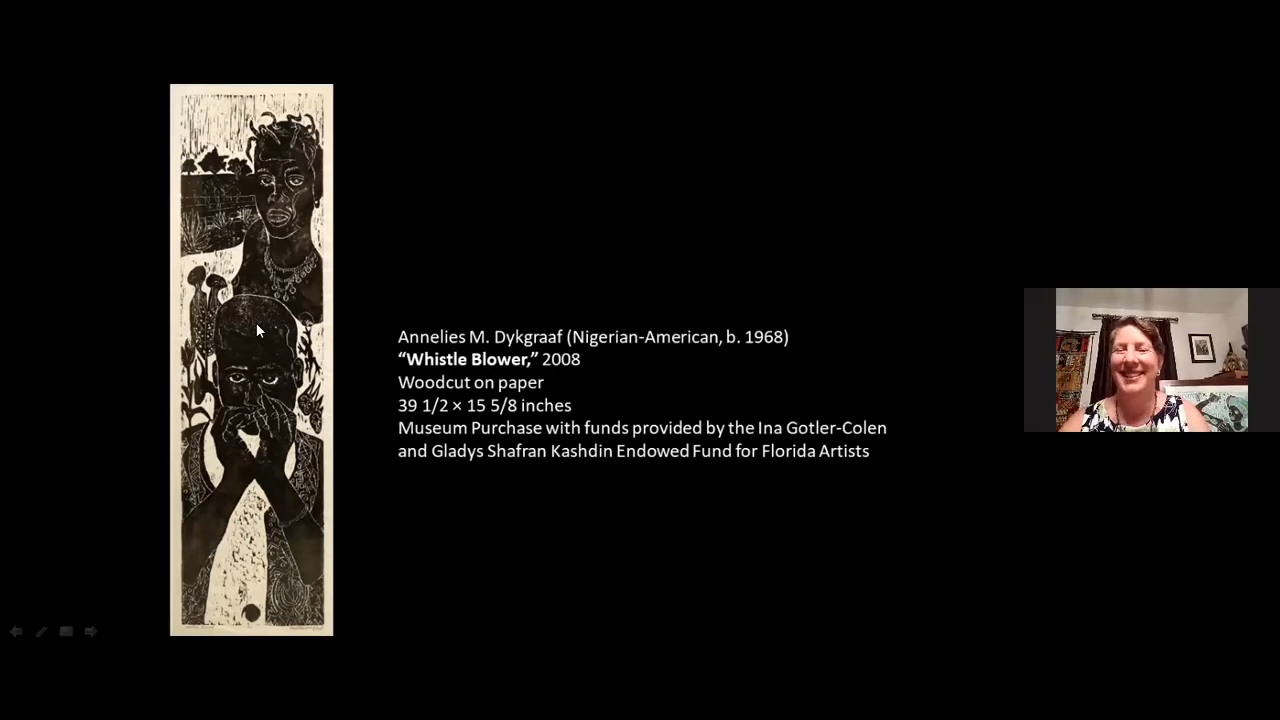 Annelies M. Dykgraaf (Nigerian-American, b. 1968)
“Whistle Blower,” 2008
Woodcut on paper
39 1/2 × 15 5/8 inches
Museum Purchase with funds provided by the Ina Gotler-Colen
and Gladys Shafran Kashdin Endowed Fund for Florida Artists